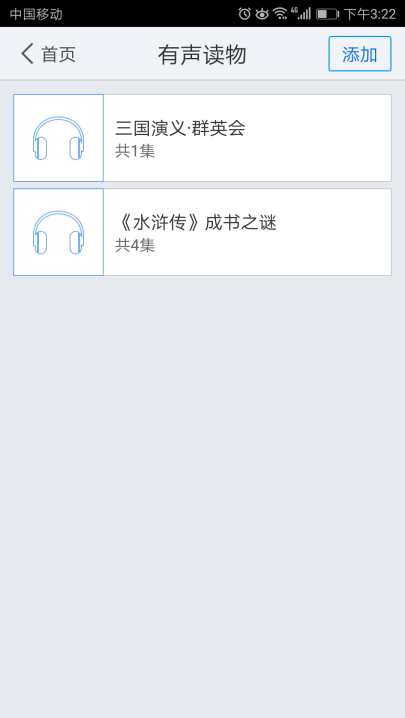 中国移动 4G 下午3:22
首页 有声读物 添加
三国演义·群英会
共1集
《水浒传》成书之谜
共4集